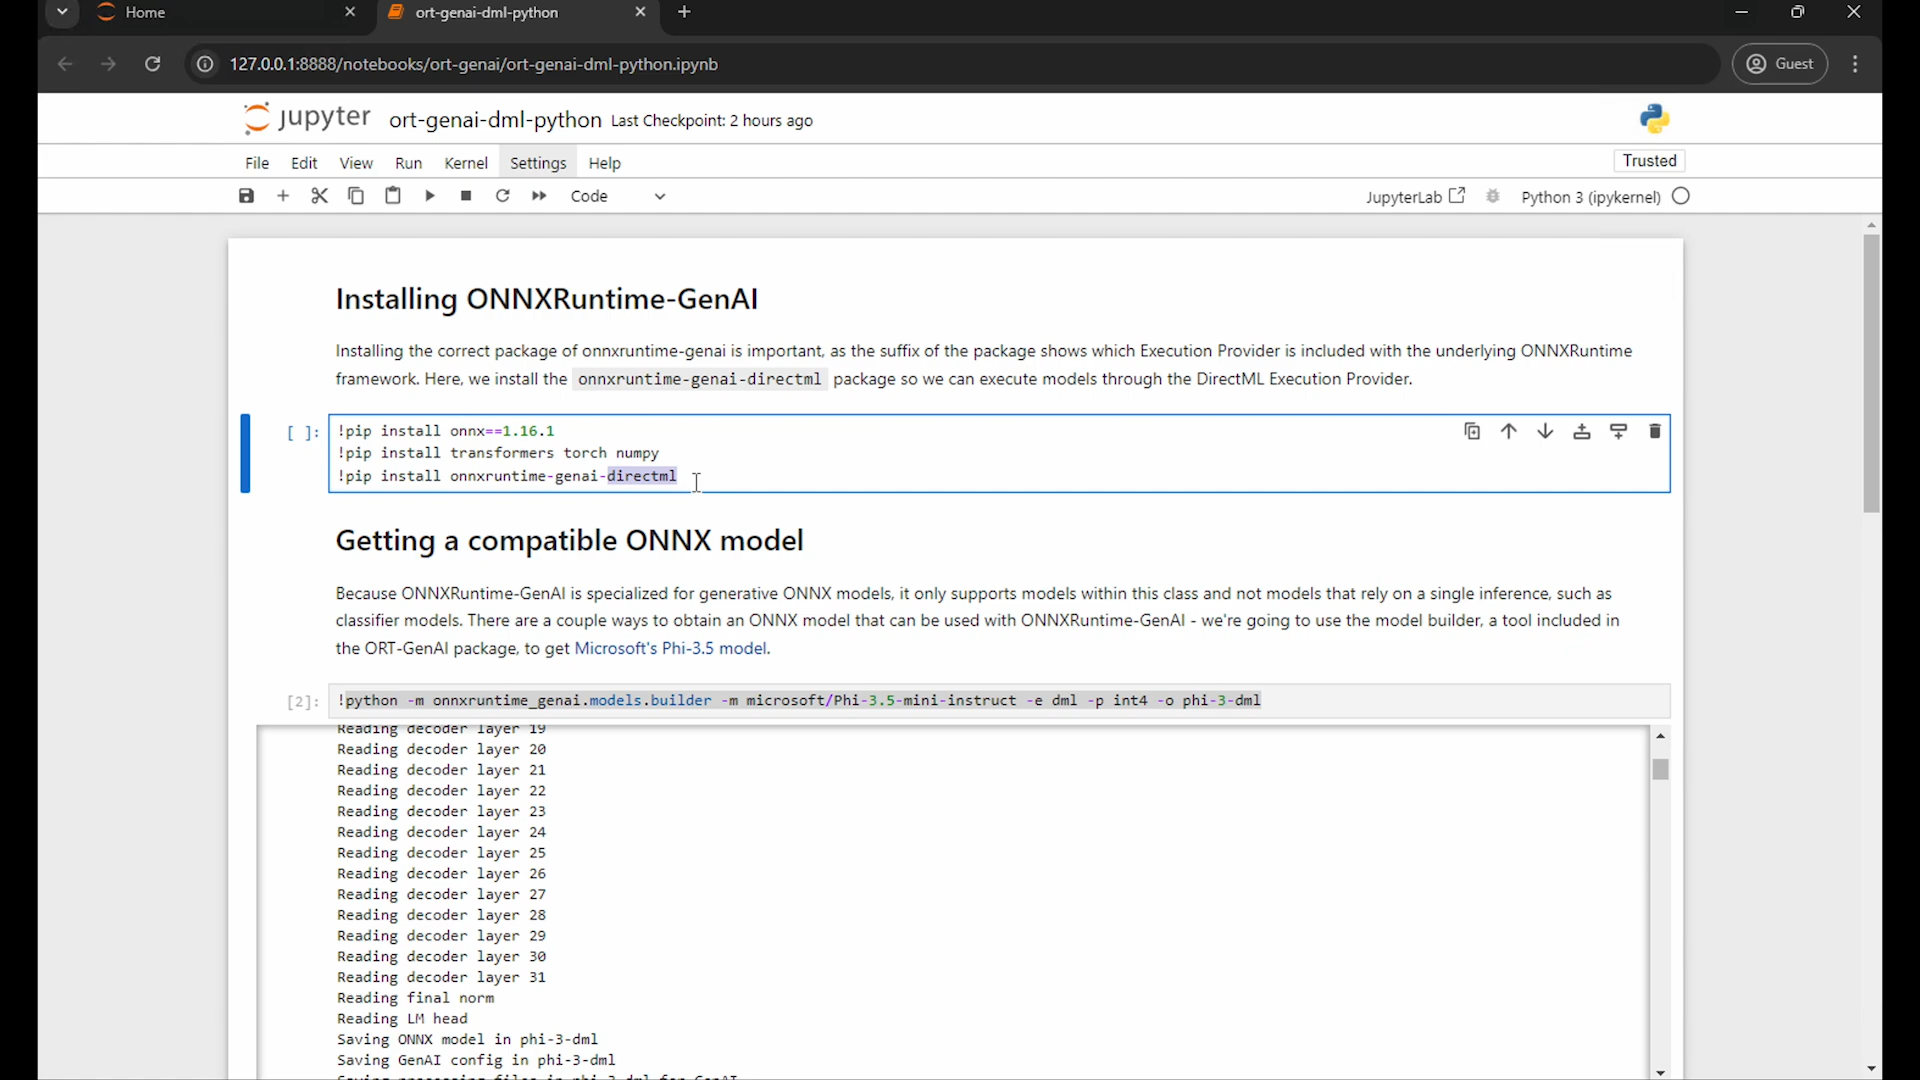 Home
ort-genai-dml-python
127.0.0.1:8888/notebooks/ort-genai/ort-genai-dml-python.ipynb
Guest
jupyter ort-genai-dml-python Last Checkpoint: 2 hours ago
File Edit View Run Kernel Settings Help
Trusted
Code
JupyterLab Python 3 (ipykernel)
Installing ONNXRuntime-GenAI
Installing the correct package of onnxruntime-genai is important, as the suffix of the package shows which Execution Provider is included with the underlying ONNXRuntime
framework. Here, we install the onnxruntime-genai-directml package so we can execute models through the DirectML Execution Provider.
[ ]: !pip install onnx==1.16.1
!pip install transformers torch numpy
!pip install onnxruntime-genai-directml
Getting a compatible ONNX model
Because ONNXRuntime-GenAI is specialized for generative ONNX models, it only supports models within this class and not models that rely on a single inference, such as
classifier models. There are a couple ways to obtain an ONNX model that can be used with ONNXRuntime-GenAI - we're going to use the model builder, a tool included in
the ORT-GenAI package, to get Microsoft's Phi-3.5 model.
[2]: !python -m onnxruntime_genai.models.builder -m microsoft/Phi-3.5-mini-instruct -e dml -p int4 -o phi-3-dml
Reading decoder layer 19
Reading decoder layer 20
Reading decoder layer 21
Reading decoder layer 22
Reading decoder layer 23
Reading decoder layer 24
Reading decoder layer 25
Reading decoder layer 26
Reading decoder layer 27
Reading decoder layer 28
Reading decoder layer 29
Reading decoder layer 30
Reading decoder layer 31
Reading final norm
Reading LM head
Saving ONNX model in phi-3-dml
Saving GenAI config in phi-3-dml
Saving processing files in phi-3-dml for GenAI